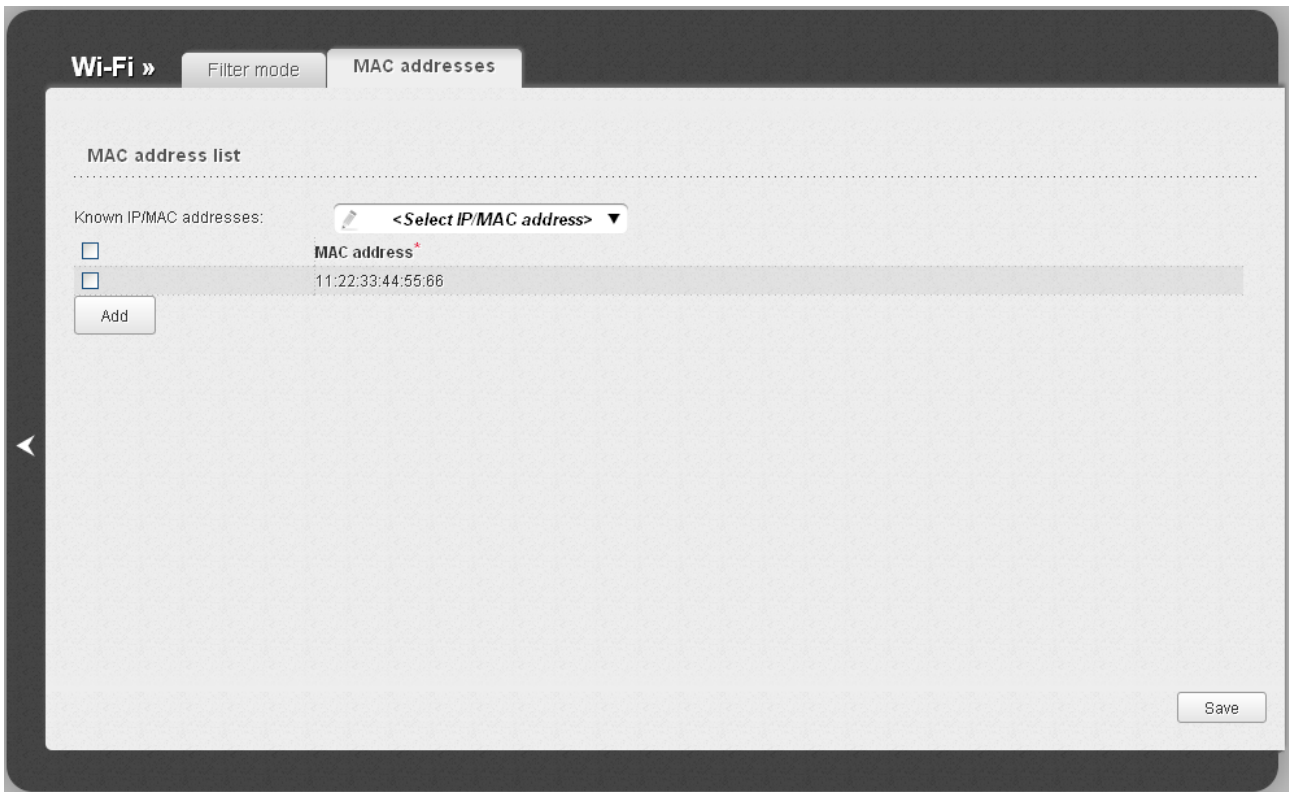 Wi-Fi » Filter mode MAC addresses
MAC address list
Known IP/MAC addresses: <Select IP/MAC address>
MAC address*
11:22:33:44:55:66
Add
Save